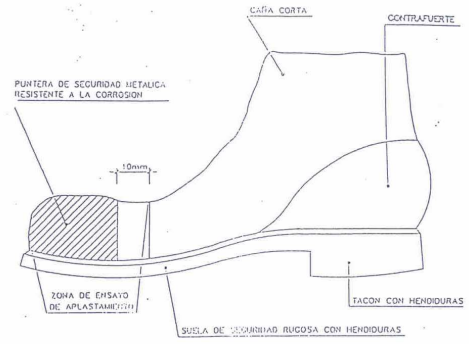 CAÑA CORTA
CONTRAFUERTE
PUNTERA DE SEGURIDAD METALICA
RESISTENTE A LA CORROSION
10mm
ZONA DE ENSAYO
DE APLASTAMIENTO
TACON CON HENDIDURAS
SUELA DE SEGURIDAD RUGOSA CON HENDIDURAS